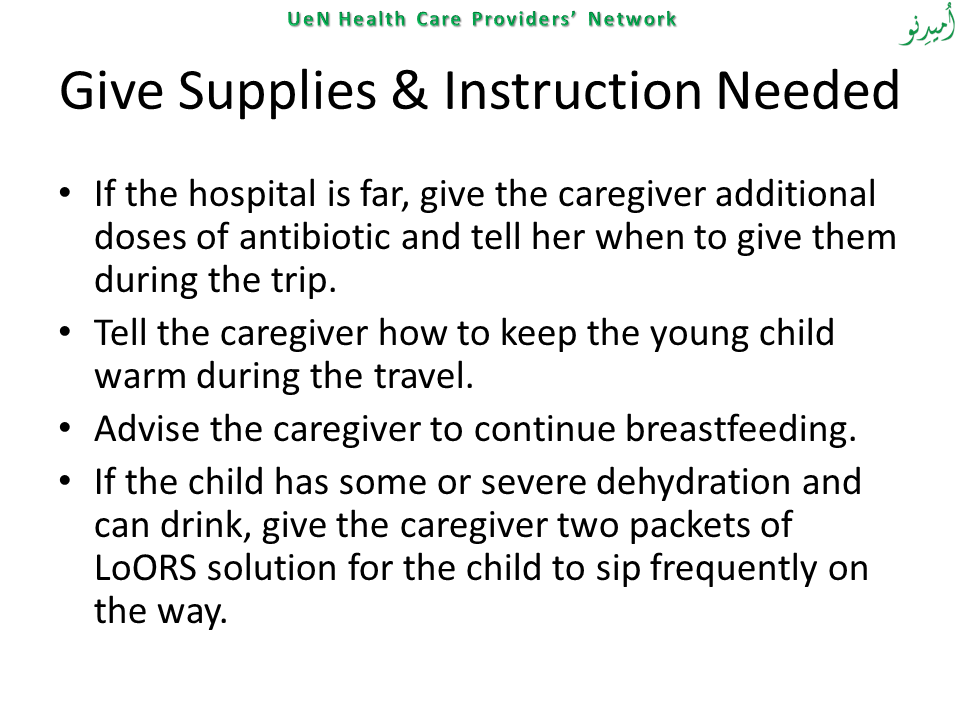 UeN Health Care Providers’ Network
اُمیدِنو
Give Supplies & Instruction Needed
• If the hospital is far, give the caregiver additional
doses of antibiotic and tell her when to give them
during the trip.
• Tell the caregiver how to keep the young child
warm during the travel.
• Advise the caregiver to continue breastfeeding.
• If the child has some or severe dehydration and
can drink, give the caregiver two packets of
LoORS solution for the child to sip frequently on
the way.